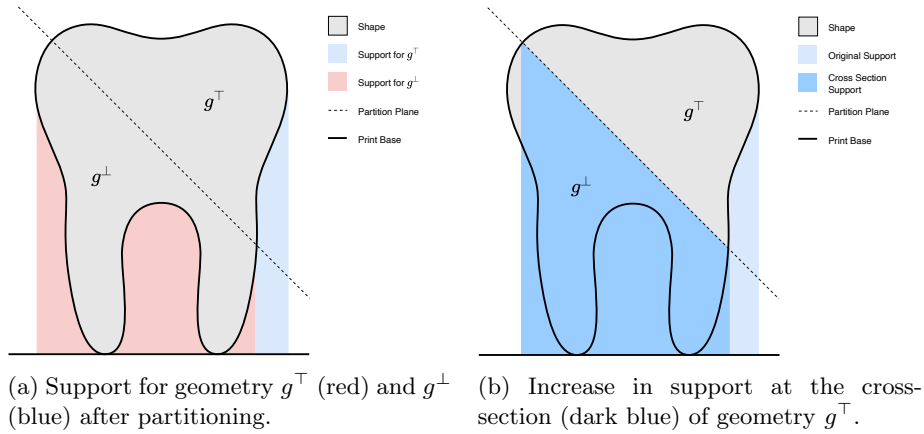 Shape
Support for g⊤
Support for g⊥
Partition Plane
Print Base
g⊤
g⊥
(a) Support for geometry g⊤ (red) and g⊥
(blue) after partitioning.
Shape
Original Support
Cross Section
Support
Partition Plane
Print Base
g⊤
g⊥
(b) Increase in support at the cross-
section (dark blue) of geometry g⊤.